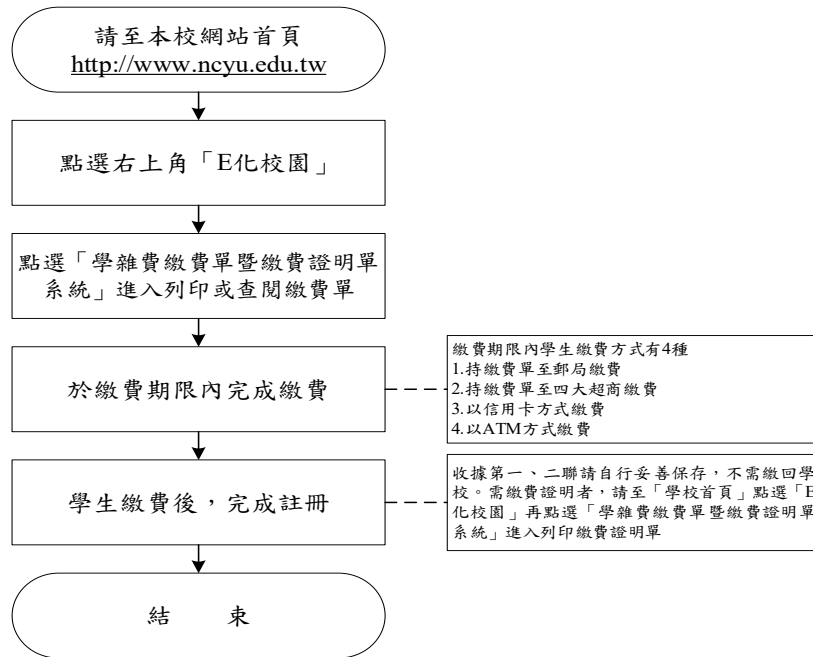 請至本校網站首頁
http://www.ncyu.edu.tw
點選右上角「E化校園」
點選「學雜費繳費單暨繳費證明單
系統」進入列印或查閱繳費單
於繳費期限內完成繳費
繳費期限內學生繳費方式有4種
1.持繳費單至郵局繳費
2.持繳費單至四大超商繳費
3.以信用卡方式繳費
4.以ATM方式繳費
學生繳費後，完成註冊
收據第一、二聯請自行妥善保存，不需繳回學
校。需繳費證明者，請至「學校首頁」點選「E
化校園」再點選「學雜費繳費單暨繳費證明單
系統」進入列印繳費證明單
結 束